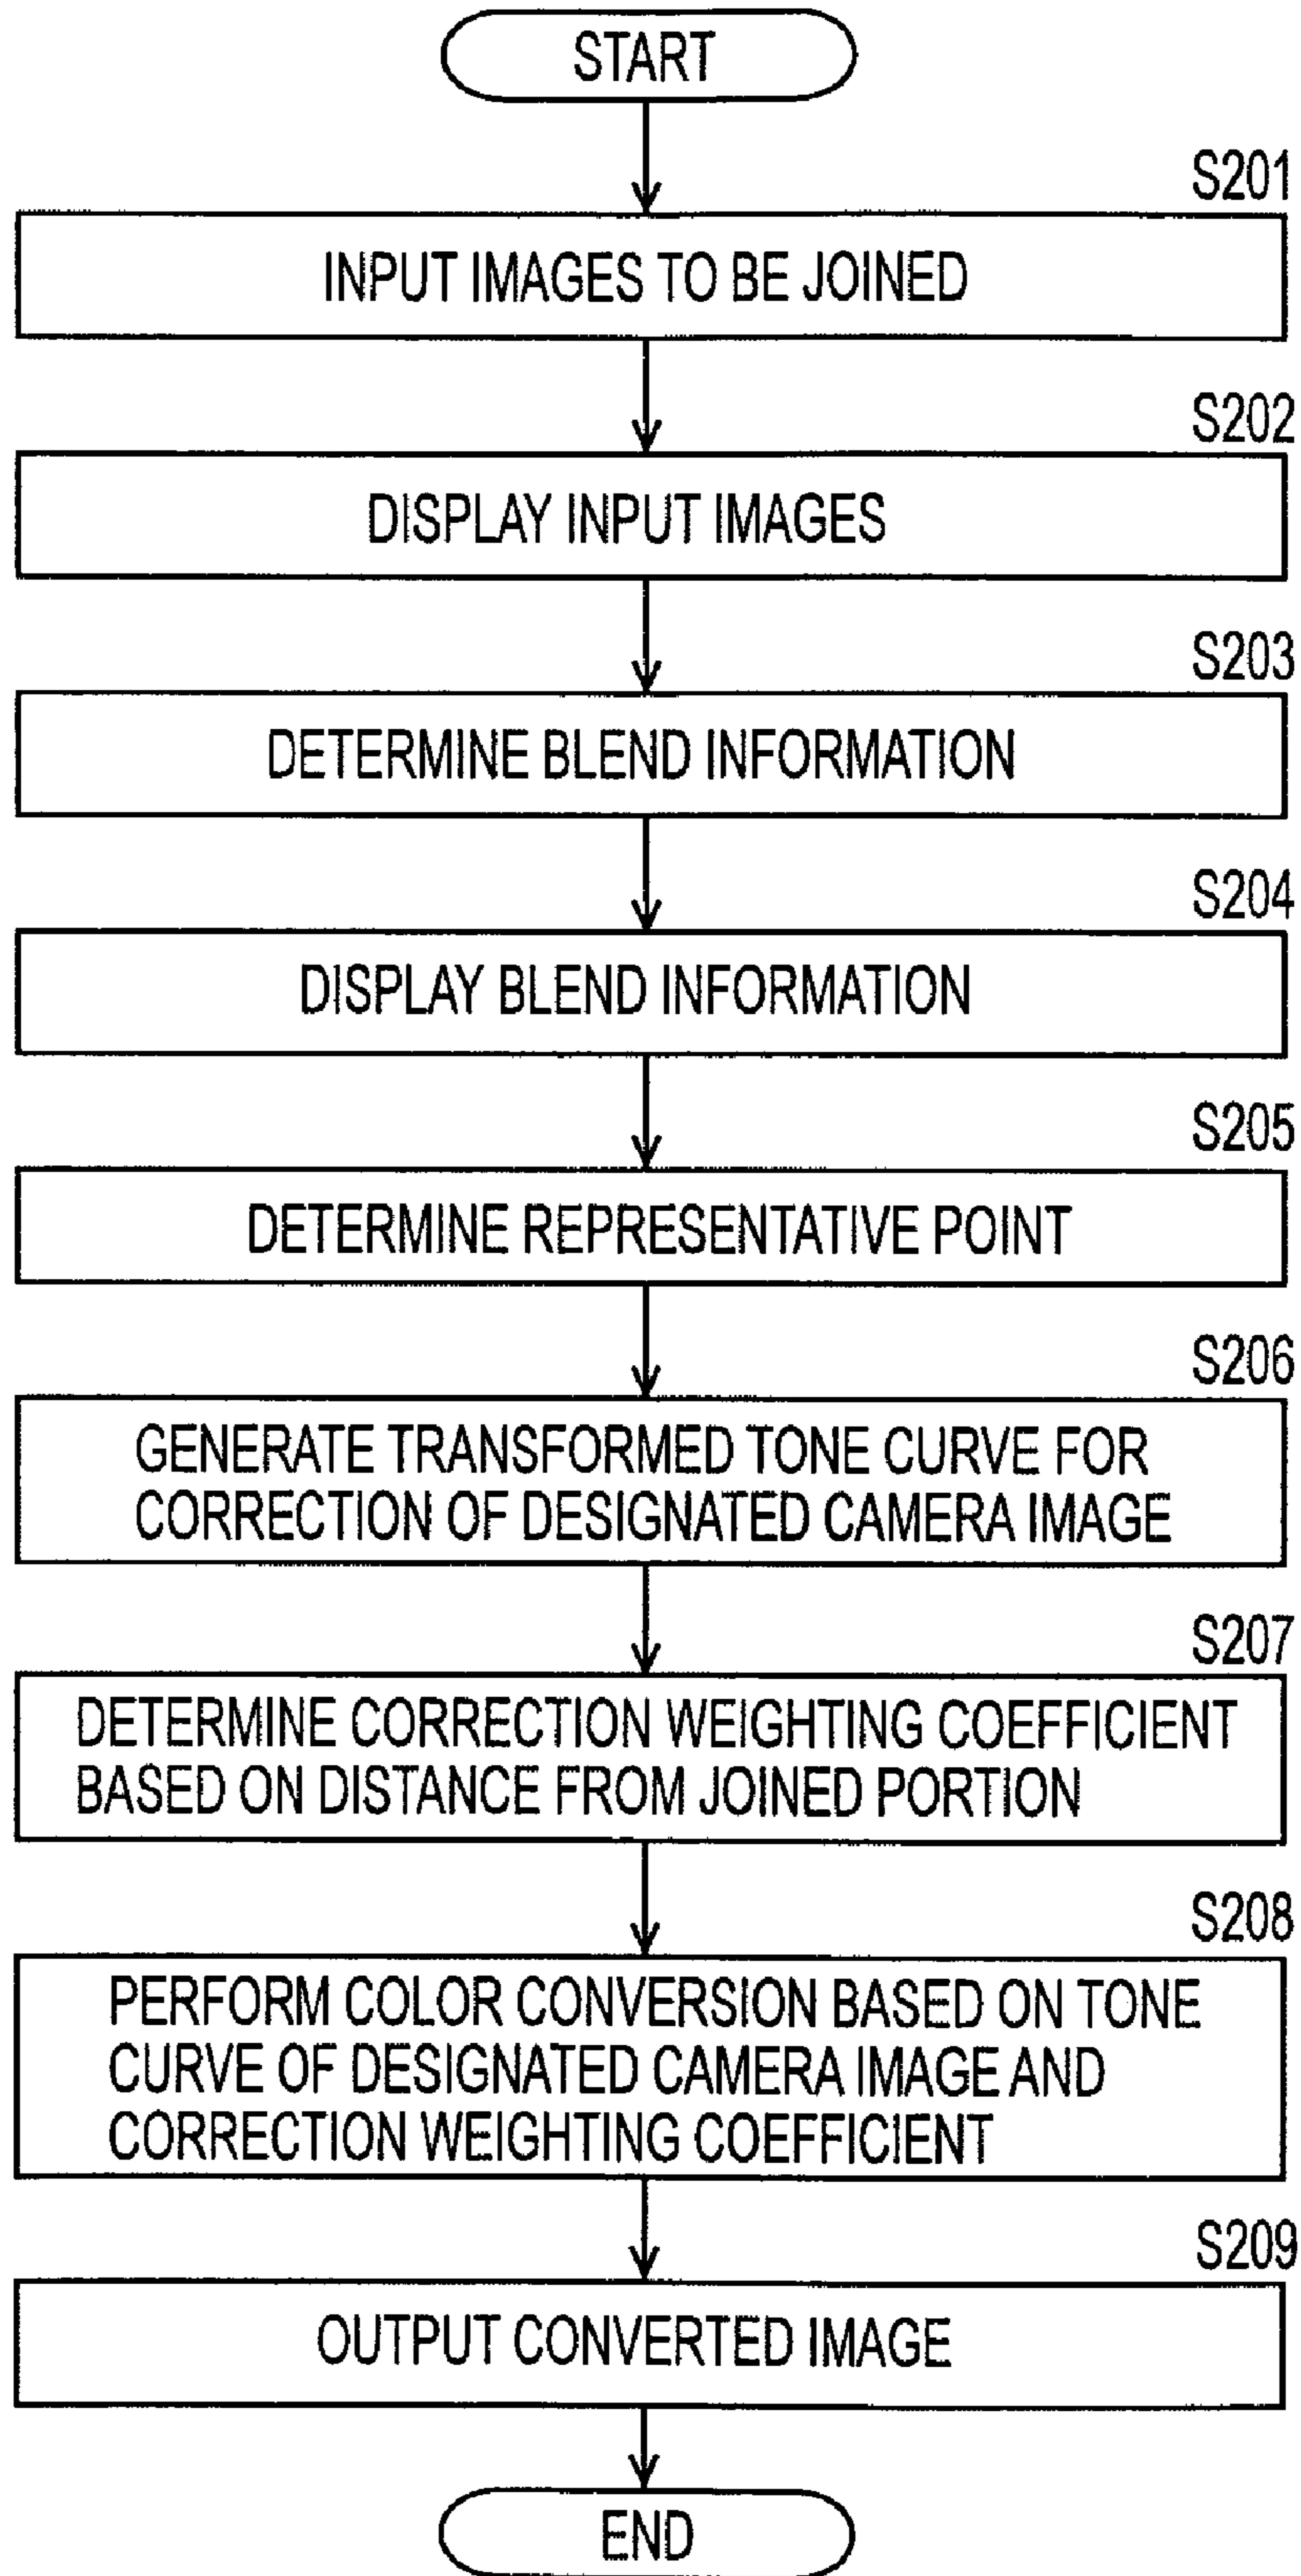 START
S201
INPUT IMAGES TO BE JOINED
S202
DISPLAY INPUT IMAGES
S203
DETERMINE BLEND INFORMATION
S204
DISPLAY BLEND INFORMATION
S205
DETERMINE REPRESENTATIVE POINT
S206
GENERATE TRANSFORMED TONE CURVE FOR
CORRECTION OF DESIGNATED CAMERA IMAGE
S207
DETERMINE CORRECTION WEIGHTING COEFFICIENT
BASED ON DISTANCE FROM JOINED PORTION
S208
PERFORM COLOR CONVERSION BASED ON TONE
CURVE OF DESIGNATED CAMERA IMAGE AND
CORRECTION WEIGHTING COEFFICIENT
S209
OUTPUT CONVERTED IMAGE
END